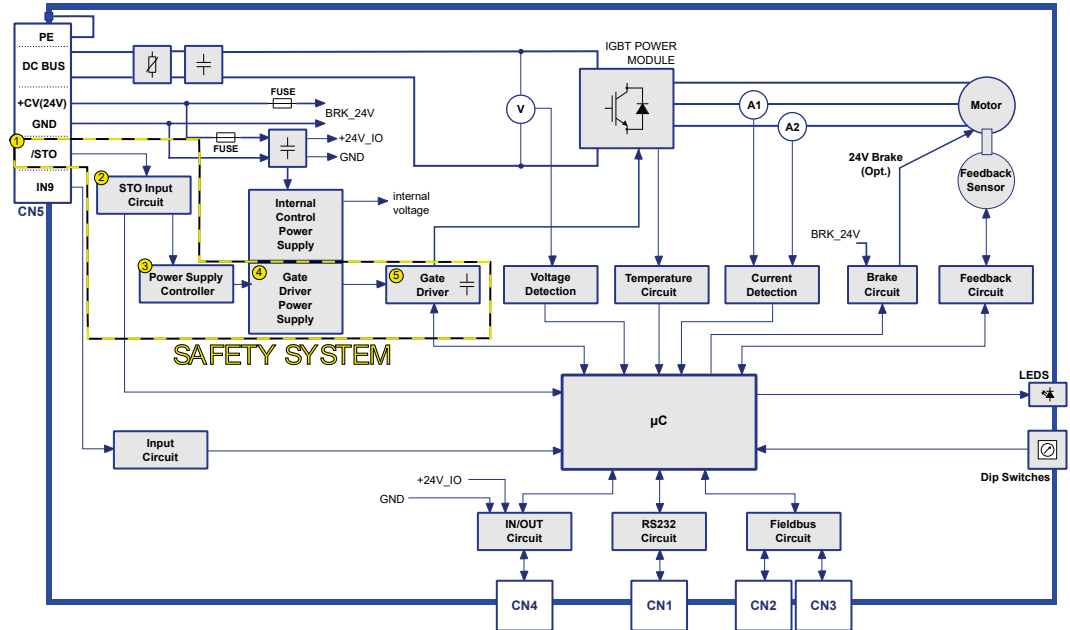 PE
DC BUS
+CV(24V)
GND
1
/STO
IN9
CN5
FUSE
BRK_24V
FUSE
+24V_IO
GND
2
STO Input
Circuit
Internal
Control
Power
Supply
internal
voltage
3
Power Supply
Controller
4
Gate
Driver
Power
Supply
5
Gate
Driver
SAFETY SYSTEM
V
IGBT POWER
MODULE
A1
A2
Motor
24V Brake
(Opt.)
Feedback
Sensor
BRK_24V
Voltage
Detection
Temperature
Circuit
Current
Detection
Brake
Circuit
Feedback
Circuit
µC
LEDS
Dip Switches
Input
Circuit
+24V_IO
GND
IN/OUT
Circuit
RS232
Circuit
Fieldbus
Circuit
CN4
CN1
CN2
CN3